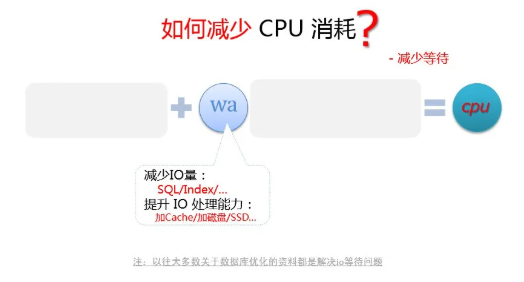 如何减少 CPU 消耗?
- 减少等待
+ wa = cpu
减少IO量：
SQL/Index/...
提升 IO 处理能力：
加Cache/加磁盘/SSD...
注：以往大多数关于数据库优化的资料都是解决io等待问题